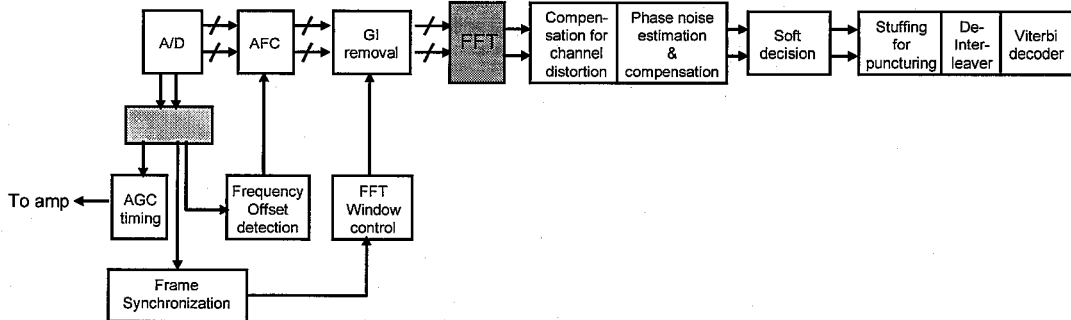 A/D
AFC
GI
removal
FFT
Compen-
sation for
channel
distortion
Phase noise
estimation
&
compensation
Soft
decision
Stuffing
for
puncturing
De-
Inter-
leaver
Viterbi
decoder
To amp
AGC
timing
Frequency
Offset
detection
FFT
Window
control
Frame
Synchronization